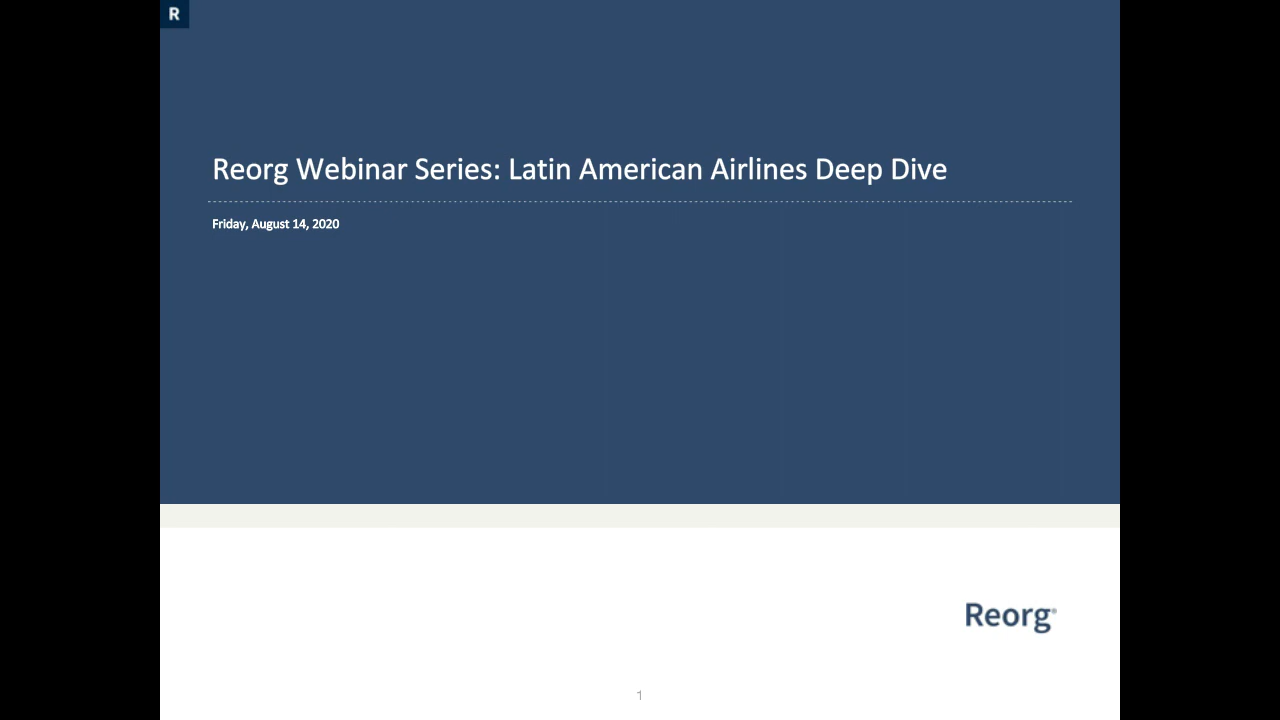 R
Reorg Webinar Series: Latin American Airlines Deep Dive
Friday, August 14, 2020
Reorg®
1